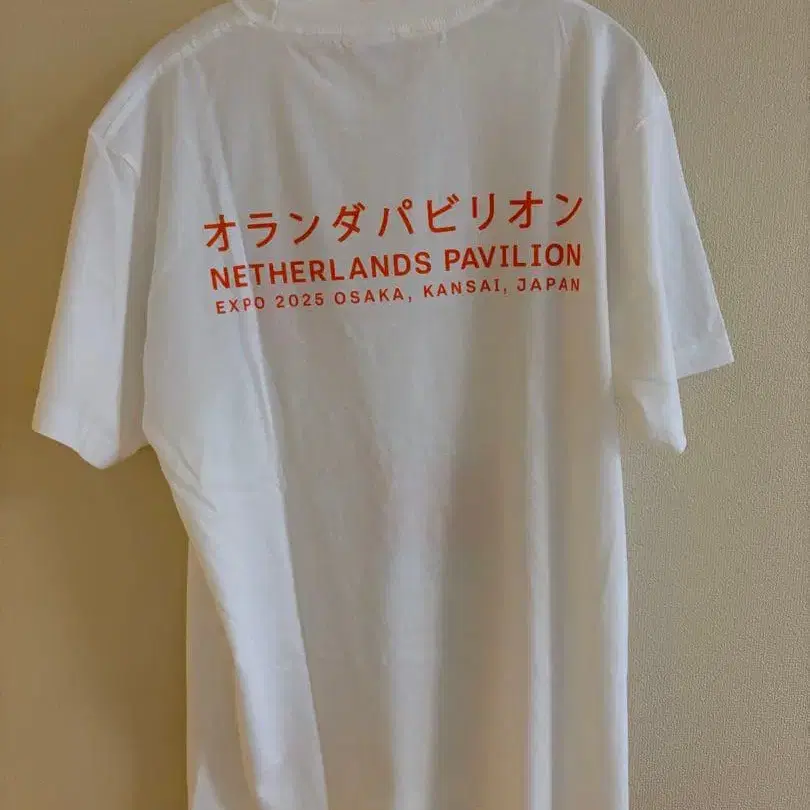 オランダパビリオン
NETHERLANDS PAVILION
EXPO 2025 OSAKA, KANSAI, JAPAN